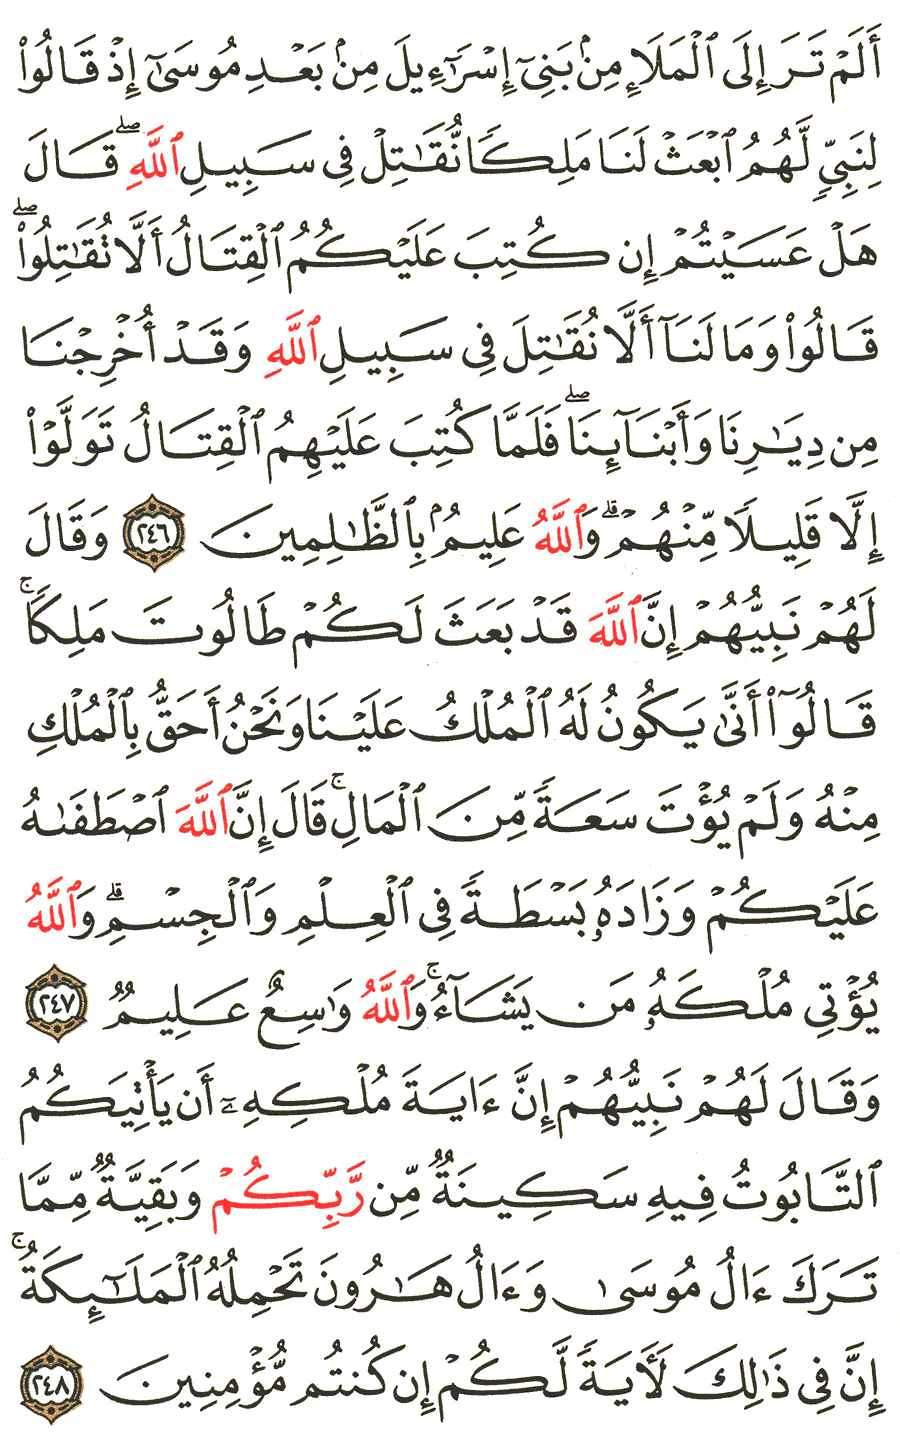 أَلَمْ تَرَ إِلَى ٱلْمَلَإِ مِنۢ بَنِىٓ إِسْرَٰٓءِيلَ مِنۢ بَعْدِ مُوسَىٰٓ إِذْ قَالُوا۟
لِنَبِىٍّ لَّهُمُ ٱبْعَثْ لَنَا مَلِكًا نُّقَٰتِلْ فِى سَبِيلِ ٱللَّهِ ۖ قَالَ
هَلْ عَسَيْتُمْ إِن كُتِبَ عَلَيْكُمُ ٱلْقِتَالُ أَلَّا تُقَٰتِلُوا۟ ۖ
قَالُوا۟ وَمَا لَنَآ أَلَّا نُقَٰتِلَ فِى سَبِيلِ ٱللَّهِ وَقَدْ أُخْرِجْنَا
مِن دِيَٰرِنَا وَأَبْنَآئِنَا ۖ فَلَمَّا كُتِبَ عَلَيْهِمُ ٱلْقِتَالُ تَوَلَّوْا۟
إِلَّا قَلِيلًا مِّنْهُمْ ۗ وَٱللَّهُ عَلِيمٌۢ بِٱلظَّٰلِمِينَ ٢٤٦ وَقَالَ
لَهُمْ نَبِيُّهُمْ إِنَّ ٱللَّهَ قَدْ بَعَثَ لَكُمْ طَالُوتَ مَلِكًا ۚ
قَالُوٓا۟ أَنَّىٰ يَكُونُ لَهُ ٱلْمُلْكُ عَلَيْنَا وَنَحْنُ أَحَقُّ بِٱلْمُلْكِ
مِنْهُ وَلَمْ يُؤْتَ سَعَةً مِّنَ ٱلْمَالِ ۚ قَالَ إِنَّ ٱللَّهَ ٱصْطَفَىٰهُ
عَلَيْكُمْ وَزَادَهُۥ بَسْطَةً فِى ٱلْعِلْمِ وَٱلْجِسْمِ ۗ وَٱللَّهُ
يُؤْتِى مُلْكَهُۥ مَن يَشَآءُ ۚ وَٱللَّهُ وَٰسِعٌ عَلِيمٌ ٢٤٧
وَقَالَ لَهُمْ نَبِيُّهُمْ إِنَّ ءَايَةَ مُلْكِهِۦٓ أَن يَأْتِيَكُمُ
ٱلتَّابُوتُ فِيهِ سَكِينَةٌ مِّن رَّبِّكُمْ وَبَقِيَّةٌ مِّمَّا
تَرَكَ ءَالُ مُوسَىٰ وَءَالُ هَٰرُونَ تَحْمِلُهُ ٱلْمَلَٰٓئِكَةُ ۚ
إِنَّ فِى ذَٰلِكَ لَـَٔايَةً لَّكُمْ إِن كُنتُم مُّؤْمِنِينَ ٢٤٨